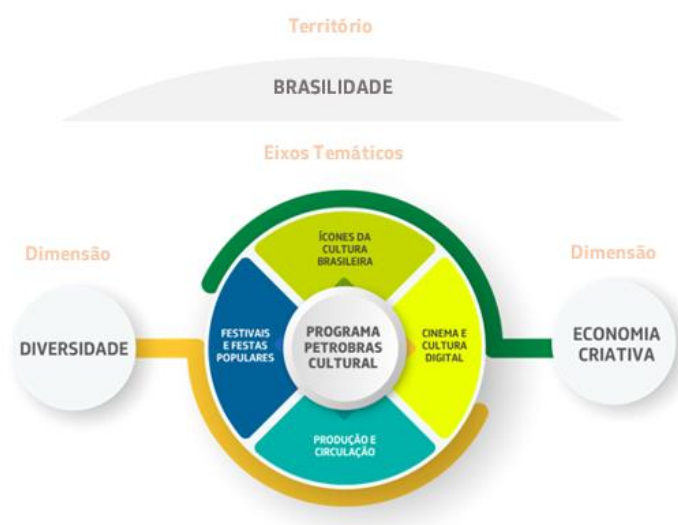 Território
BRASILIDADE
Eixos Temáticos
ÍCONES DA
CULTURA
BRASILEIRA
Dimensão
Dimensão
DIVERSIDADE
FESTIVAIS
E FESTAS
POPULARES
PROGRAMA
PETROBRAS
CULTURAL
CINEMA E
CULTURA
DIGITAL
ECONOMIA
CRIATIVA
PRODUÇÃO E
CIRCULAÇÃO